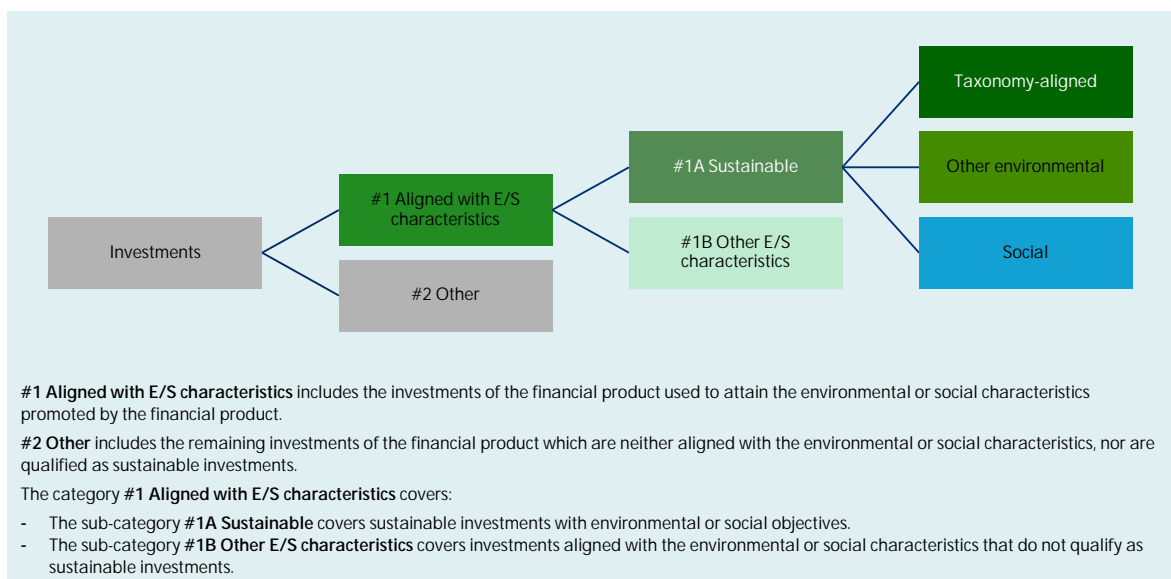 Taxonomy-aligned
#1A Sustainable
Other environmental
#1 Aligned with E/S
characteristics
Investments
#1B Other E/S
characteristics
Social
#2 Other
#1 Aligned with E/S characteristics includes the investments of the financial product used to attain the environmental or social characteristics
promoted by the financial product.
#2 Other includes the remaining investments of the financial product which are neither aligned with the environmental or social characteristics, nor are
qualified as sustainable investments.
The category #1 Aligned with E/S characteristics covers:
- The sub-category #1A Sustainable covers sustainable investments with environmental or social objectives.
- The sub-category #1B Other E/S characteristics covers investments aligned with the environmental or social characteristics that do not qualify as
sustainable investments.